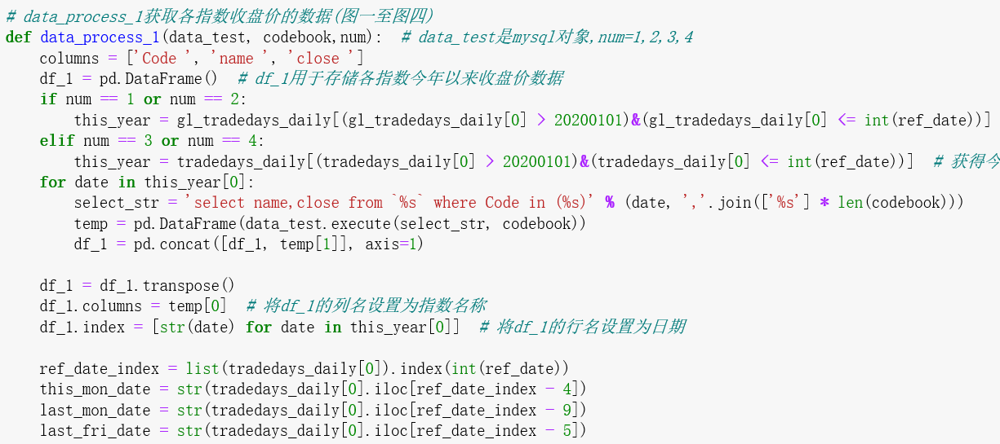 # data_process_1获取各指数收盘价的数据(图一至图四)
def data_process_1(data_test, codebook,num):  # data_test是mysql对象,num=1,2,3,4
    columns = ['Code ', 'name ', 'close ']
    df_1 = pd.DataFrame()  # df_1用于存储各指数今年以来收盘价数据
    if num == 1 or num == 2:
        this_year = gl_tradedays_daily[(gl_tradedays_daily[0] > 20200101)&(gl_tradedays_daily[0] <= int(ref_date))]
    elif num == 3 or num == 4:
        this_year = tradedays_daily[(tradedays_daily[0] > 20200101)&(tradedays_daily[0] <= int(ref_date))]  # 获得今
    for date in this_year[0]:
        select_str = 'select name,close from `%s` where Code in (%s)' % (date, ','.join(['%s'] * len(codebook)))
        temp = pd.DataFrame(data_test.execute(select_str, codebook))
        df_1 = pd.concat([df_1, temp[1]], axis=1)

    df_1 = df_1.transpose()
    df_1.columns = temp[0]  # 将df_1的列名设置为指数名称
    df_1.index = [str(date) for date in this_year[0]]  # 将df_1的行名设置为日期

    ref_date_index = list(tradedays_daily[0]).index(int(ref_date))
    this_mon_date = str(tradedays_daily[0].iloc[ref_date_index - 4])
    last_mon_date = str(tradedays_daily[0].iloc[ref_date_index - 9])
    last_fri_date = str(tradedays_daily[0].iloc[ref_date_index - 5])